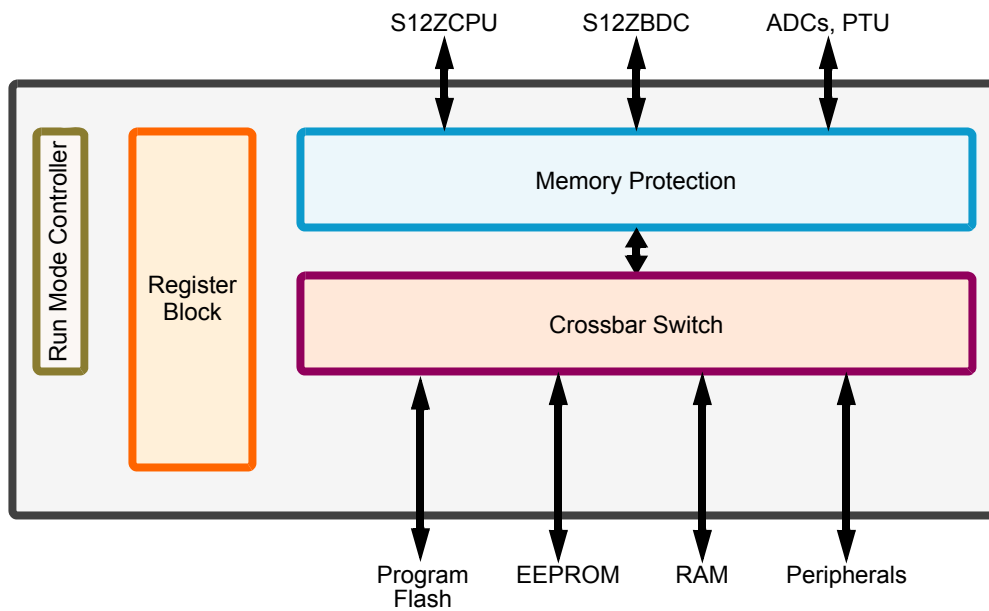 S12ZCPU
S12ZBDC
ADCs, PTU
Run Mode Controller
Register
Block
Memory Protection
Crossbar Switch
Program
Flash
EEPROM
RAM
Peripherals